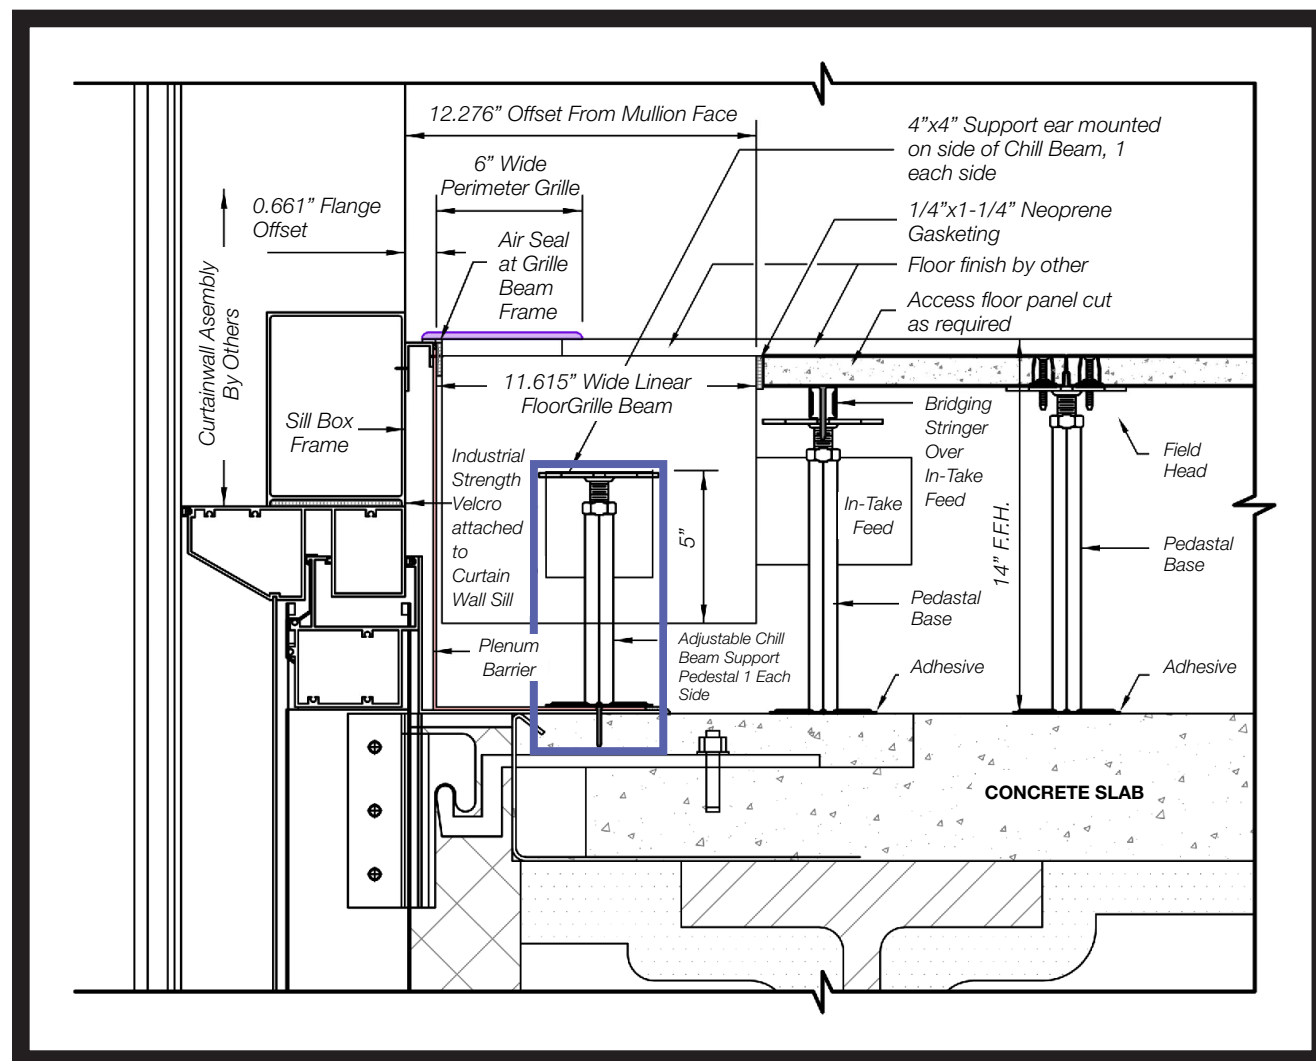 12.276” Offset From Mullion Face
6” Wide
Perimeter Grille
0.661” Flange
Offset
Air Seal
at Grille
Beam
Frame
4”x4” Support ear mounted
on side of Chill Beam, 1
each side
1/4”x1-1/4” Neoprene
Gasketing
Floor finish by other
Access floor panel cut
as required
Curtainwall Asembly
By Others
11.615” Wide Linear
FloorGrille Beam
Sill Box
Frame
Industrial
Strength
Velcro
attached
to
Curtain
Wall Sill
Bridging
Stringer
Over
In-Take
Feed
Field
Head
In-Take
Feed
5”
14” F.F.H.
Pedastal
Base
Pedastal
Base
Plenum
Barrier
Adjustable Chill
Beam Support
Pedestal 1 Each
Side
Adhesive
Adhesive
CONCRETE SLAB